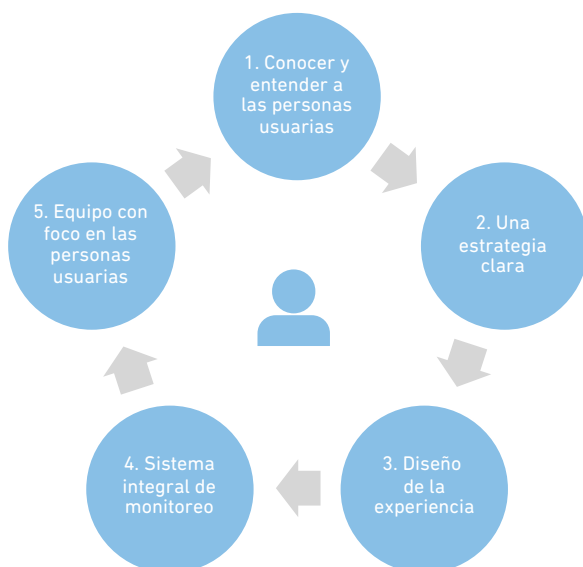 1. Conocer y
entender a
las personas
usuarias
2. Una
estrategia
clara
3. Diseño
de la
experiencia
4. Sistema
integral de
monitoreo
5. Equipo con
foco en las
personas
usuarias